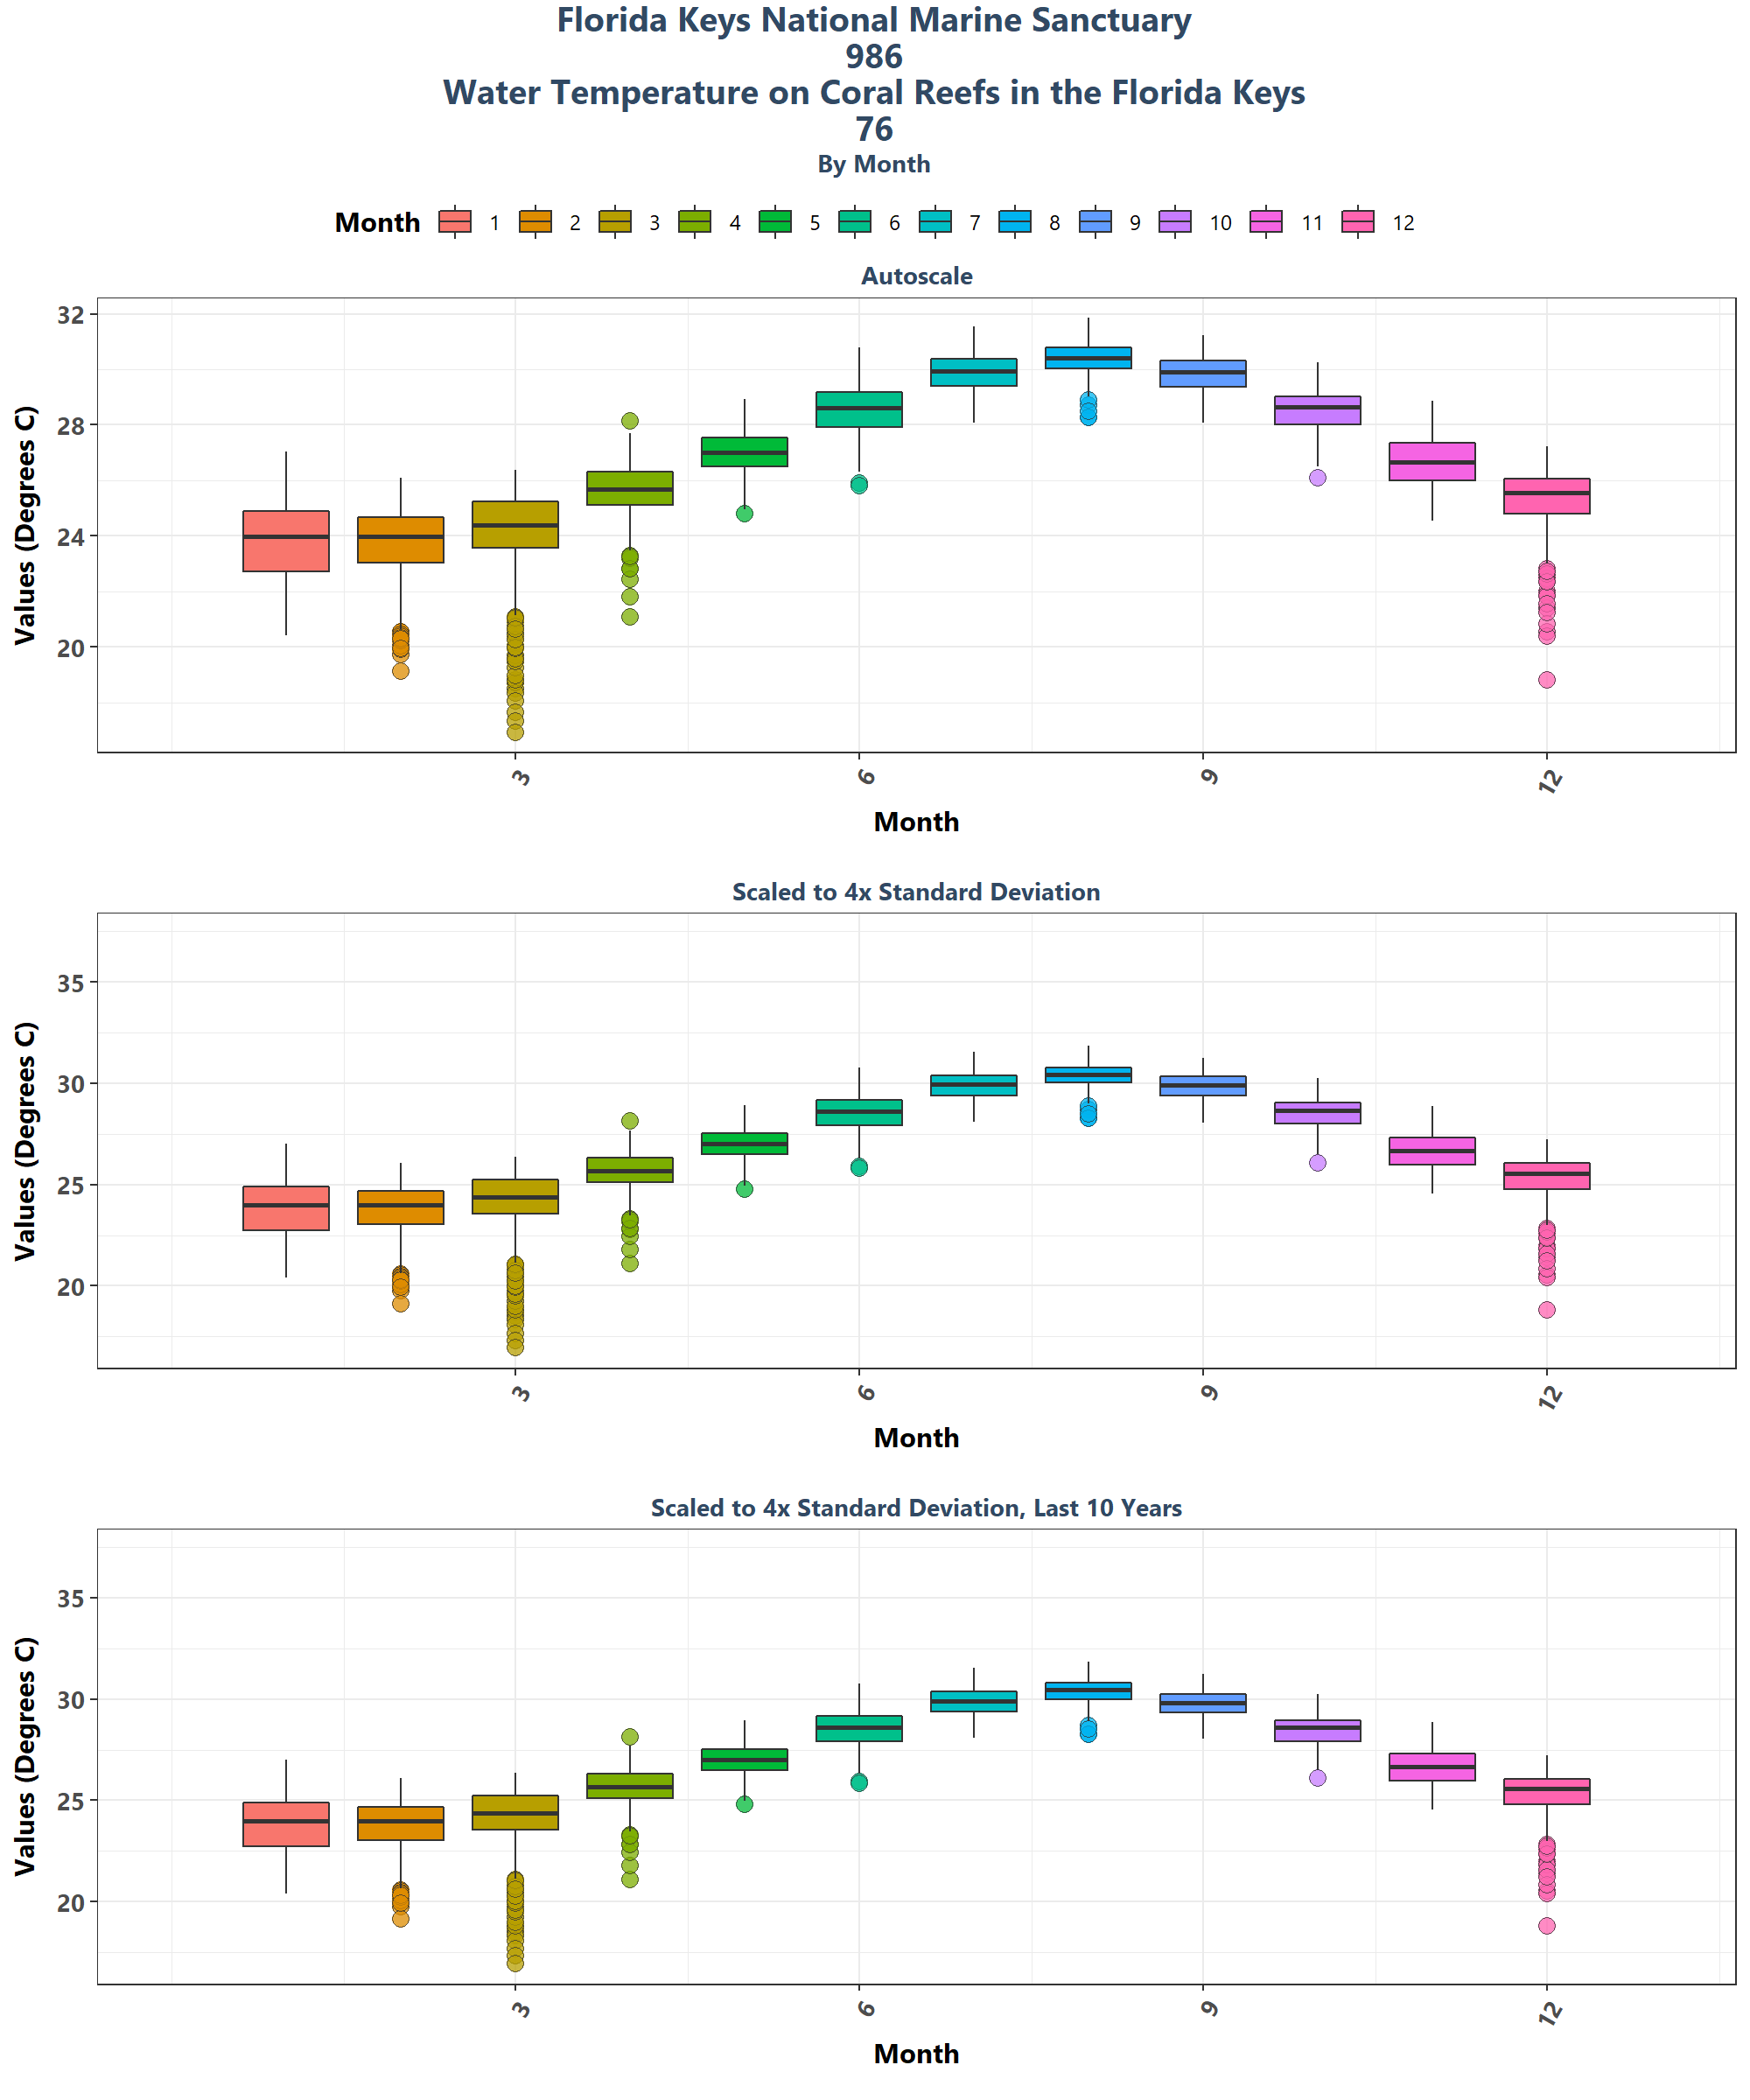 Florida Keys National Marine Sanctuary
986
Water Temperature on Coral Reefs in the Florida Keys
76
By Month
Month 1 2 3 4 5 6 7 8 9 10 11 12
Autoscale
Values (Degrees C)
32
28
24
20
3 6 9 12
Month
Scaled to 4x Standard Deviation
Values (Degrees C)
35
30
25
20
3 6 9 12
Month
Scaled to 4x Standard Deviation, Last 10 Years
Values (Degrees C)
35
30
25
20
3 6 9 12
Month